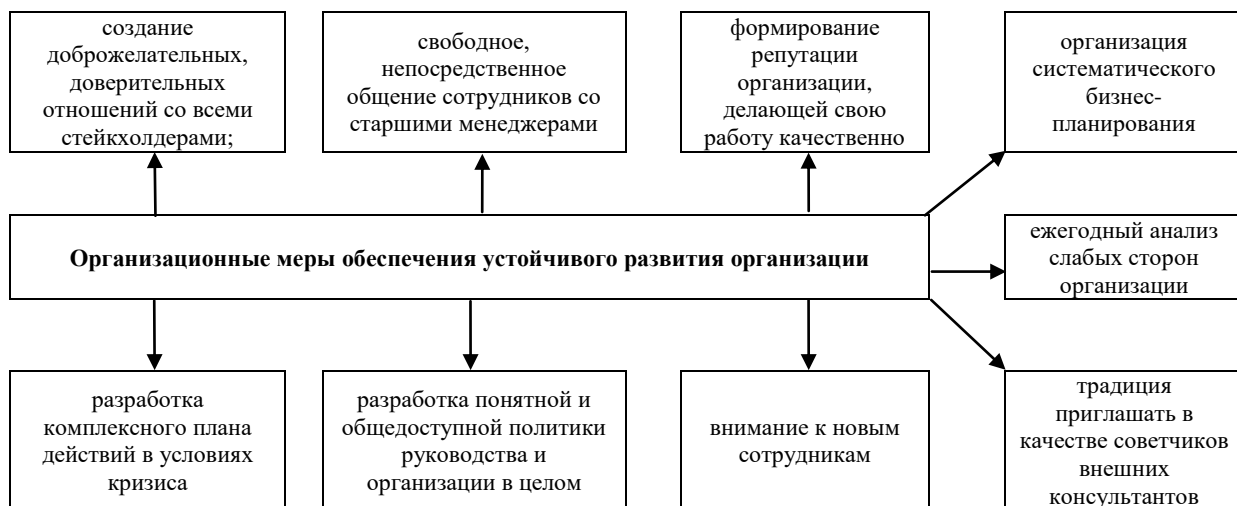 создание
доброжелательных,
доверительных
отношений со всеми
стейкхолдерами;
свободное,
непосредственное
общение сотрудников со
старшими менеджерами
формирование
репутации
организации,
делающей свою
работу качественно
организация
систематического
бизнес-
планирования
Организационные меры обеспечения устойчивого развития организации
ежегодный анализ
слабых сторон
организации
разработка
комплексного плана
действий в условиях
кризиса
разработка понятной и
общедоступной политики
руководства и
организации в целом
внимание к новым
сотрудникам
традиция
приглашать в
качестве советчиков
внешних
консультантов